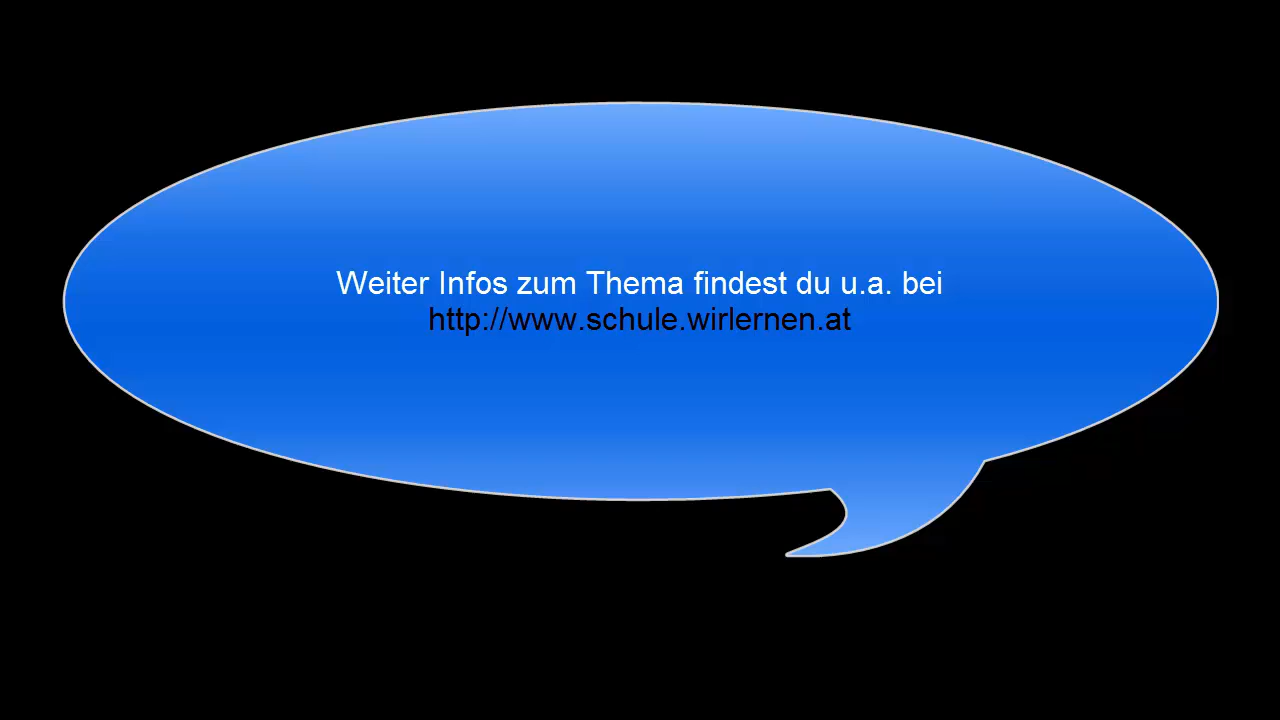 Weiter Infos zum Thema findest du u.a. bei
http://www.schule.wirlernen.at